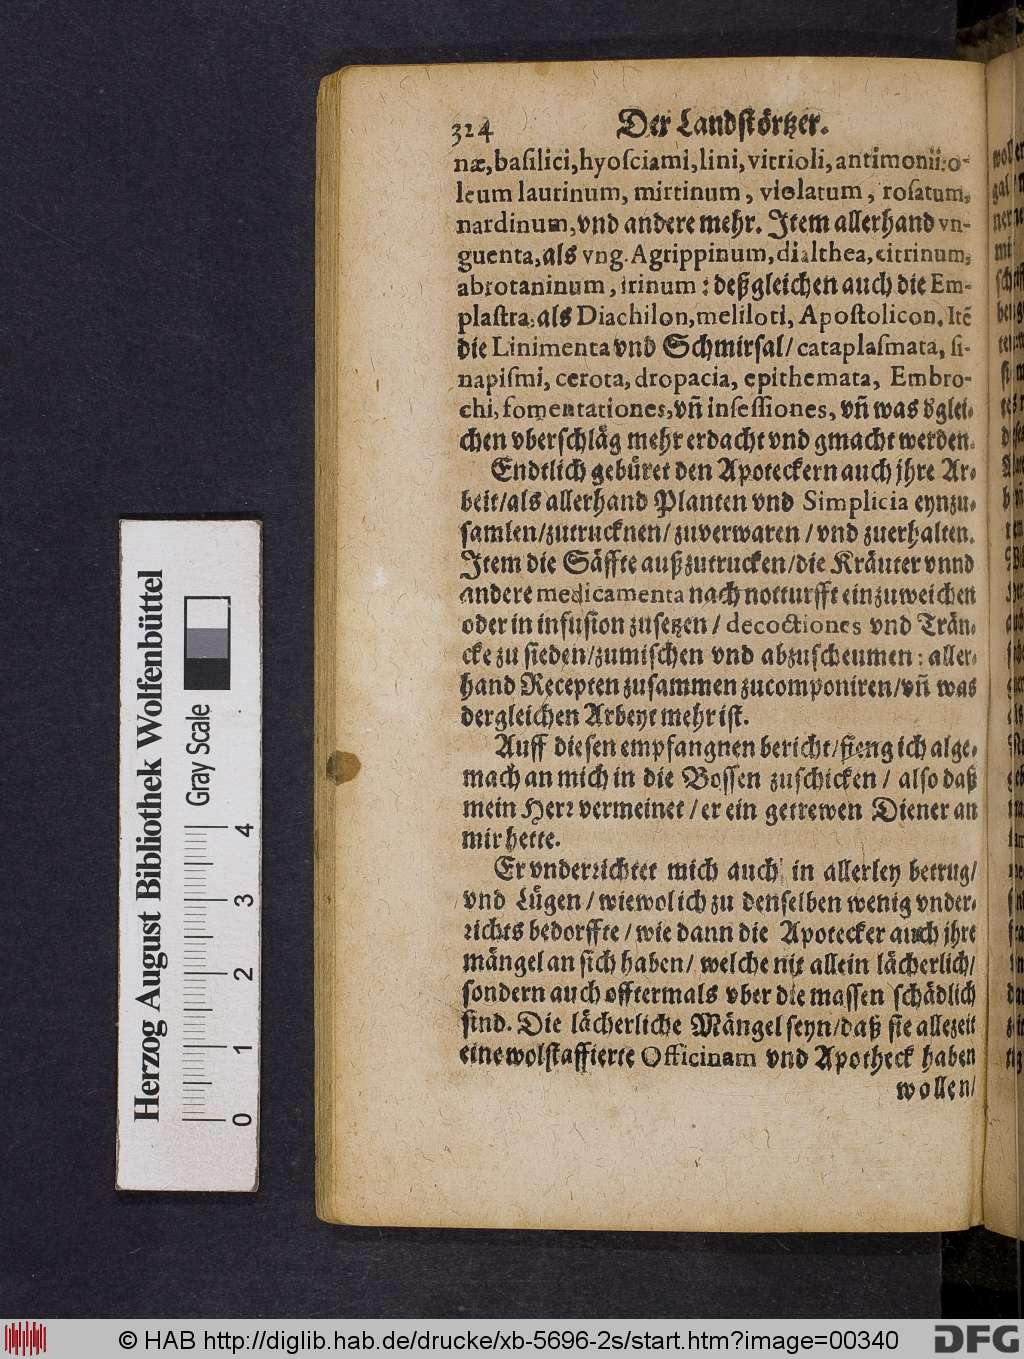 324 Der Landstörtzer.
næ, basilici, hyosciami, lini, vitrioli, antimonii: o-
leum laurinum, mirtinum, violatum, rosatum,
nardinum, vnd andere mehr. Item allerhand vn-
guenta, als vng. Agrippinum, dialthea, citrinum,
abrotaninum, irinum: deßgleichen auch die Em-
plastra, als Diachilon, meliloti, Apostolicon. Itē
die Linimenta vnd Schmirsal/ cataplasmata, si-
napismi, cerota, dropacia, epithemata, Embro-
chi, fomentationes, vñ insessiones, vñ was dglei-
chen vberschläg mehr erdacht vnd gmacht werden.
Endtlich gebüret den Apoteckern auch jhre Ar-
beit/als allerhand Planten vnd Simplicia eynzu-
samlen/zutrucknen/ zuverwaren / vnd zuerhalten.
Item die Säffte außzutrucken/die Kräuter vnnd
andere medicamenta nach notturfft einzuweichen
oder in infusion zusetzen / decoctiones vnd Trän-
cke zu sieden/zumischen vnd abzuscheumen: aller-
hand Recepten zusammen zucomponiren/vñ was
dergleichen Arbeyt mehr ist.
Auff diesen empfangnen bericht/fieng ich alge-
mach an mich in die Bossen zuschicken / also daß
mein Herr vermeinet / er ein getrewen Diener an
mir hette.
Er vnderrichtet mich auch in allerley betrug/
vnd Lügen / wiewol ich zu denselben wenig vnder-
richts bedorffte / wie dann die Apotecker auch jhre
mängel an sich haben/ welche nit allein lächerlich/
sondern auch offtermals vber die massen schädlich
sind. Die lächerliche Mängel seyn/daß sie allezeit
eine wolstaffierte Officinam vnd Apotheck haben
wollen/
Herzog August Bibliothek Wolfenbüttel
Gray Scale
0 1 2 3 4
© HAB http://diglib.hab.de/drucke/xb-5696-2s/start.htm?image=00340
DFG